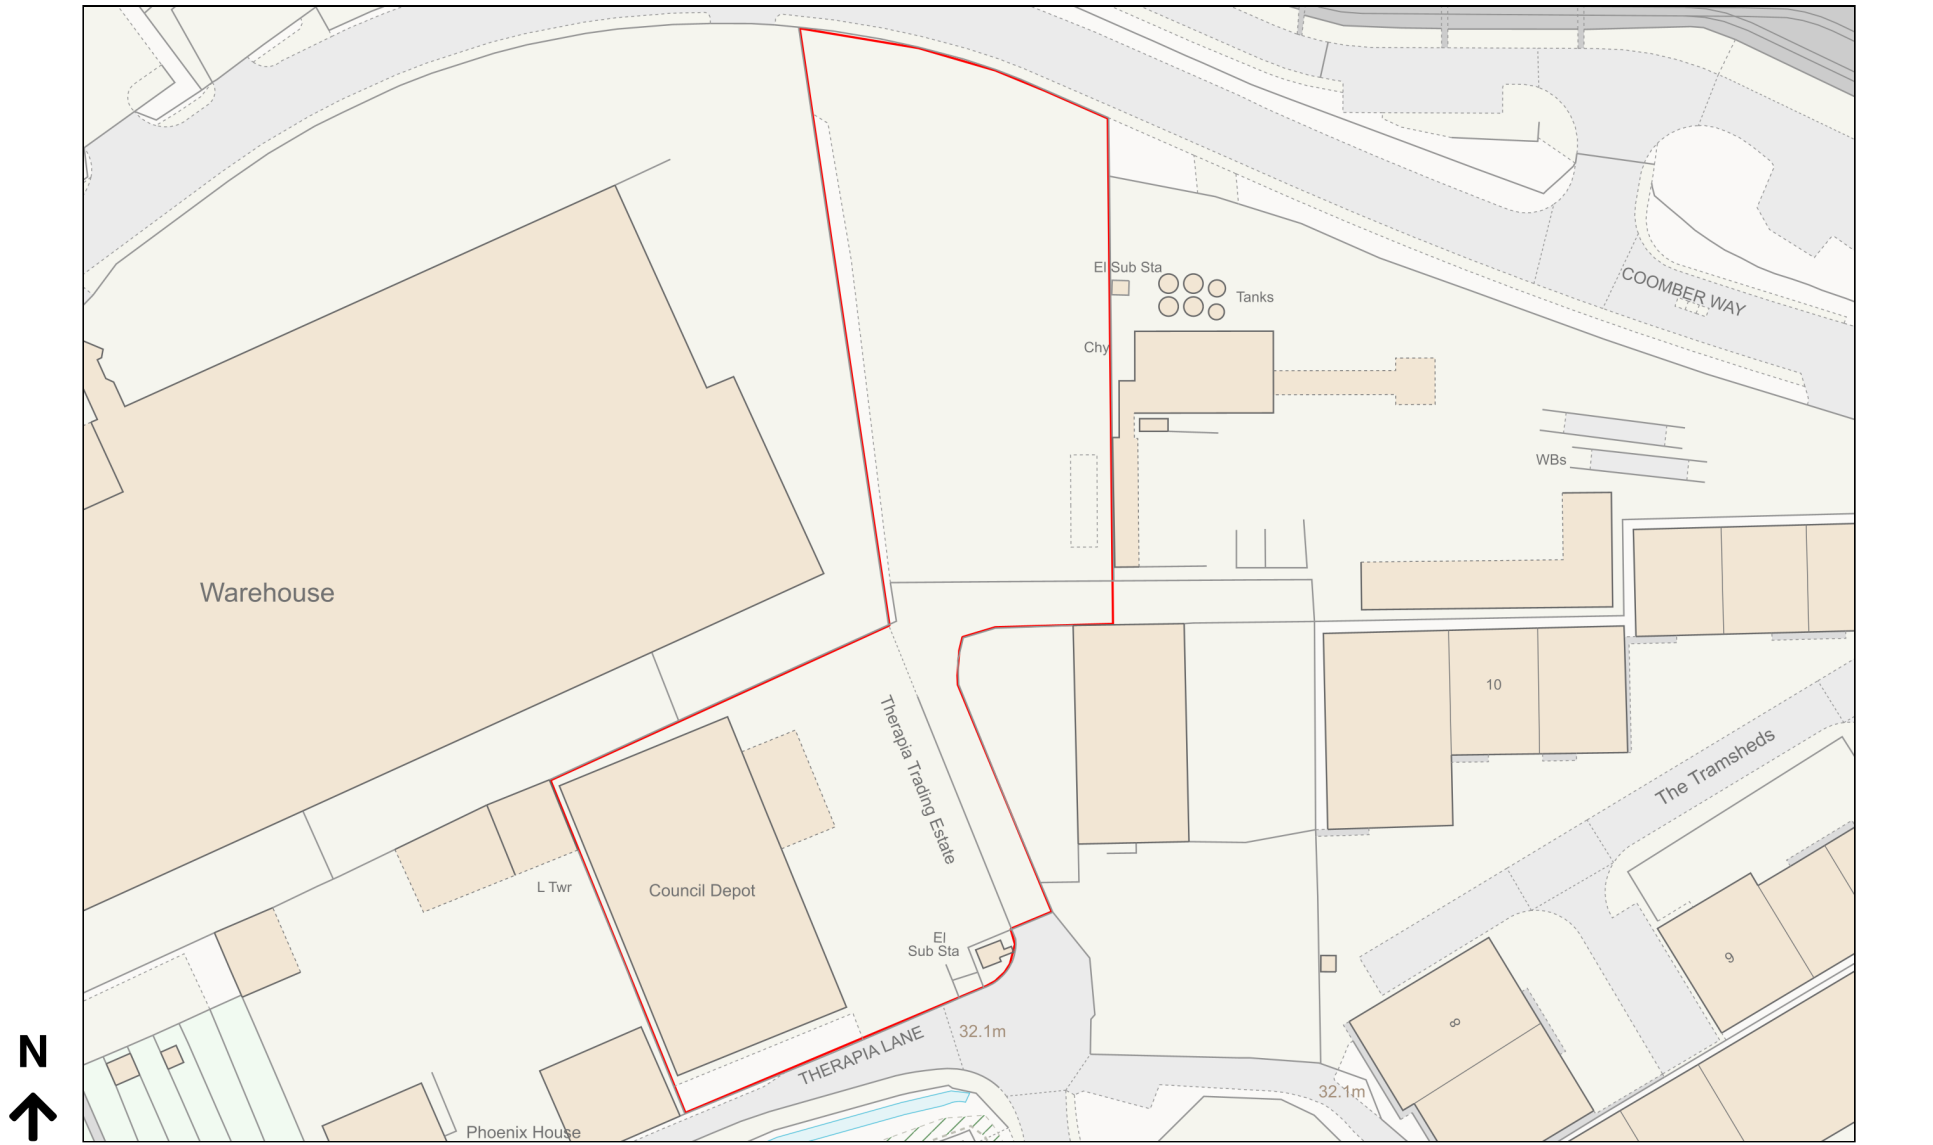 El Sub Sta
Tanks
COOMBER WAY
Chy
WBs
Warehouse
10
Therapia Trading Estate
The Tramsheds
L Twr
Council Depot
El
Sub Sta
9
N
THERAPIA LANE
32.1m
8
32.1m
Phoenix House